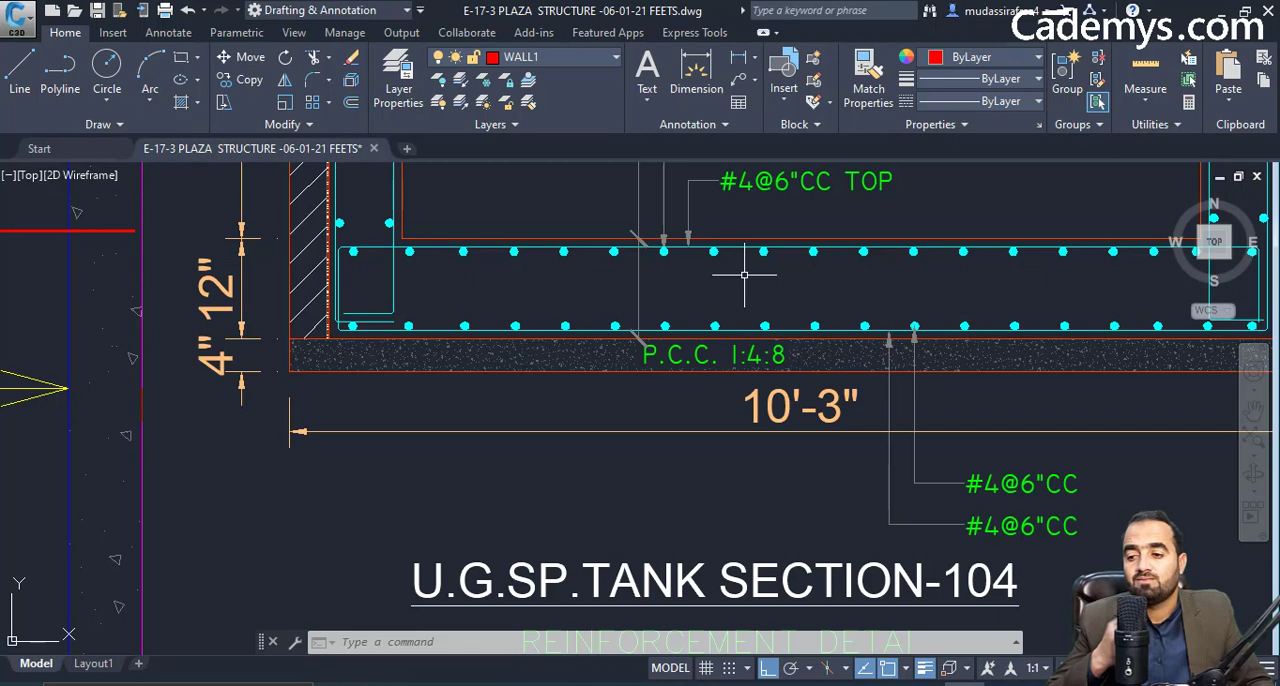 Drafting & Annotation
E-17-3 PLAZA STRUCTURE -06-01-21 FEETS.dwg
Type a keyword or phrase
Cademys.com
C3D
Home Insert Annotate Parametric View Manage Output Collaborate Add-ins Featured Apps Express Tools
Move
Copy
WALL1
ByLayer
ByLayer
ByLayer
Line Polyline Circle Arc
Layer Properties
Text Dimension
Insert
Match Properties
Group
Measure
Paste
Draw Modify Layers Annotation Block Properties Groups Utilities Clipboard
Start
E-17-3 PLAZA STRUCTURE -06-01-21 FEETS*
[−][Top][2D Wireframe]
#4@6"CC TOP
N
W TOP E
S
WCS
12"
4"
P.C.C. 1:4:8
10'-3"
#4@6"CC
#4@6"CC
U.G.SP.TANK SECTION-104
Y
X
Type a command
Model Layout1
MODEL
1:1